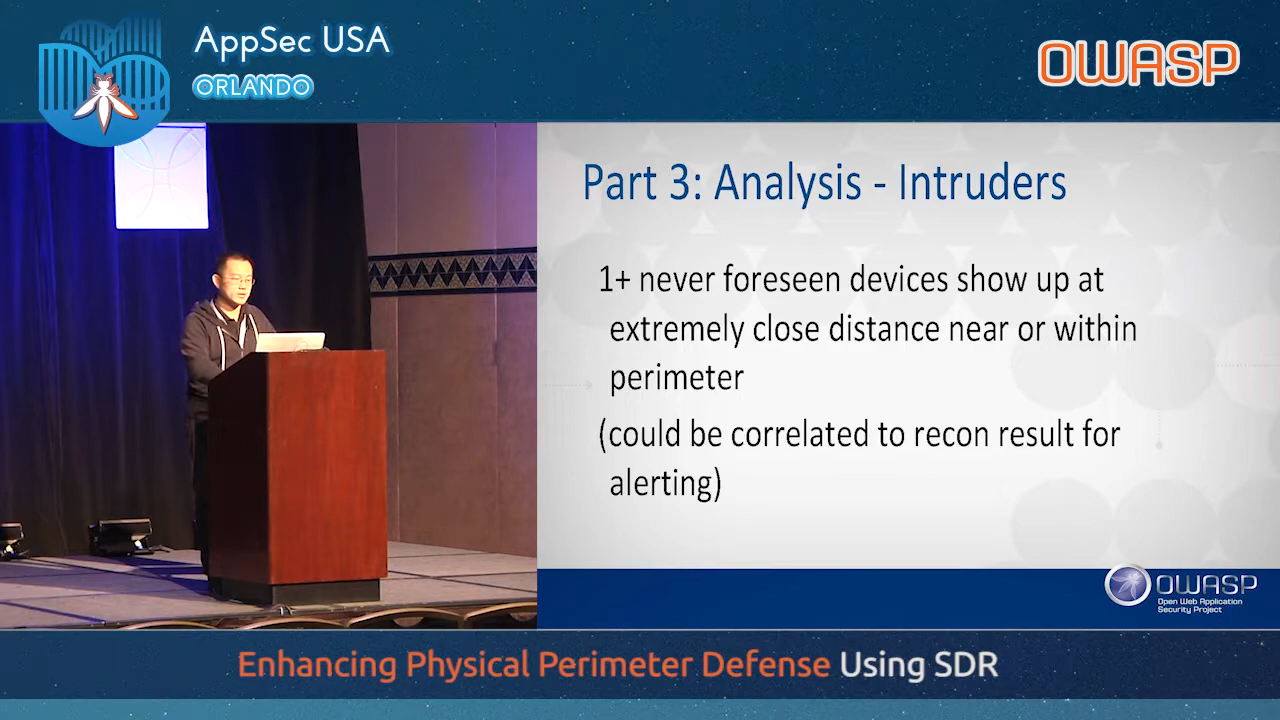 AppSec USA
ORLANDO
OWASP
Part 3: Analysis - Intruders
1+ never foreseen devices show up at
extremely close distance near or within
perimeter
(could be correlated to recon result for
alerting)
OWASP
Open Web Application
Security Project
Enhancing Physical Perimeter Defense Using SDR